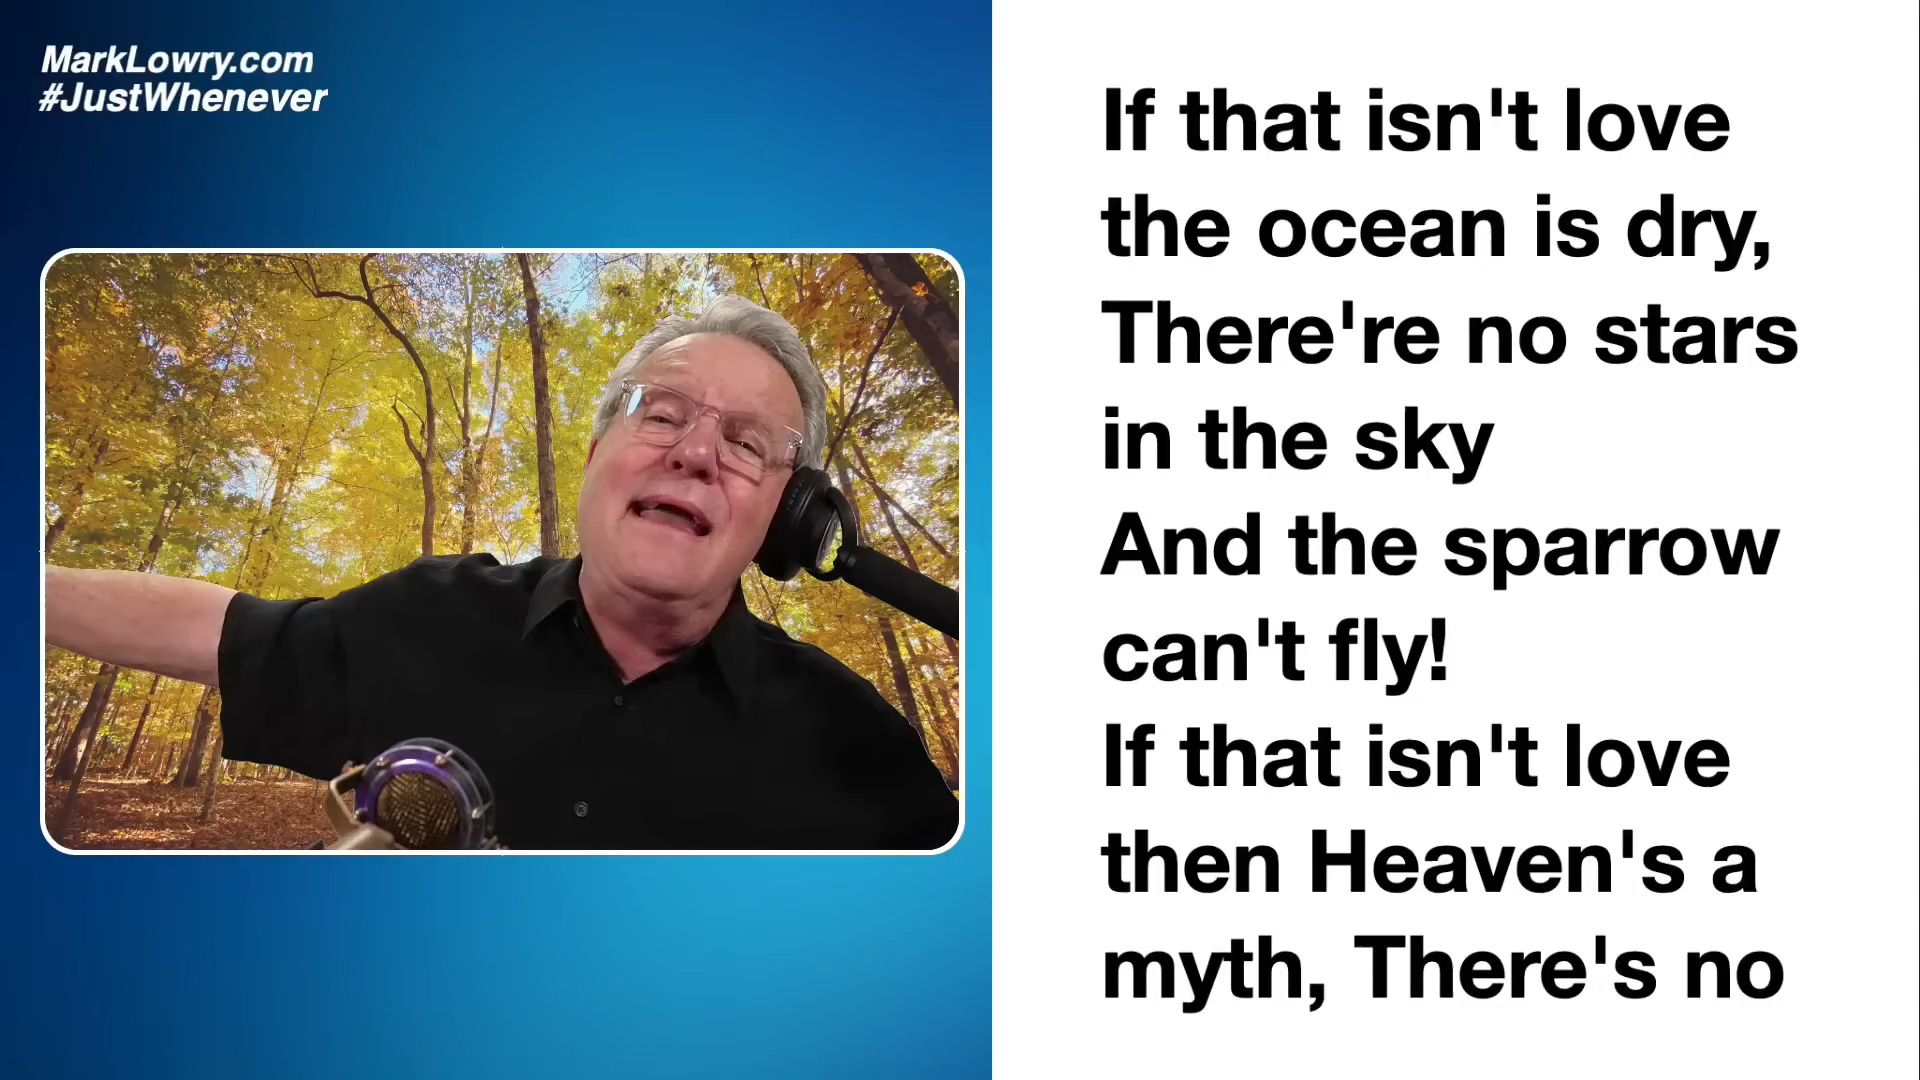 MarkLowry.com
#JustWhenever
If that isn't love
the ocean is dry,
There're no stars
in the sky
And the sparrow
can't fly!
If that isn't love
then Heaven's a
myth, There's no